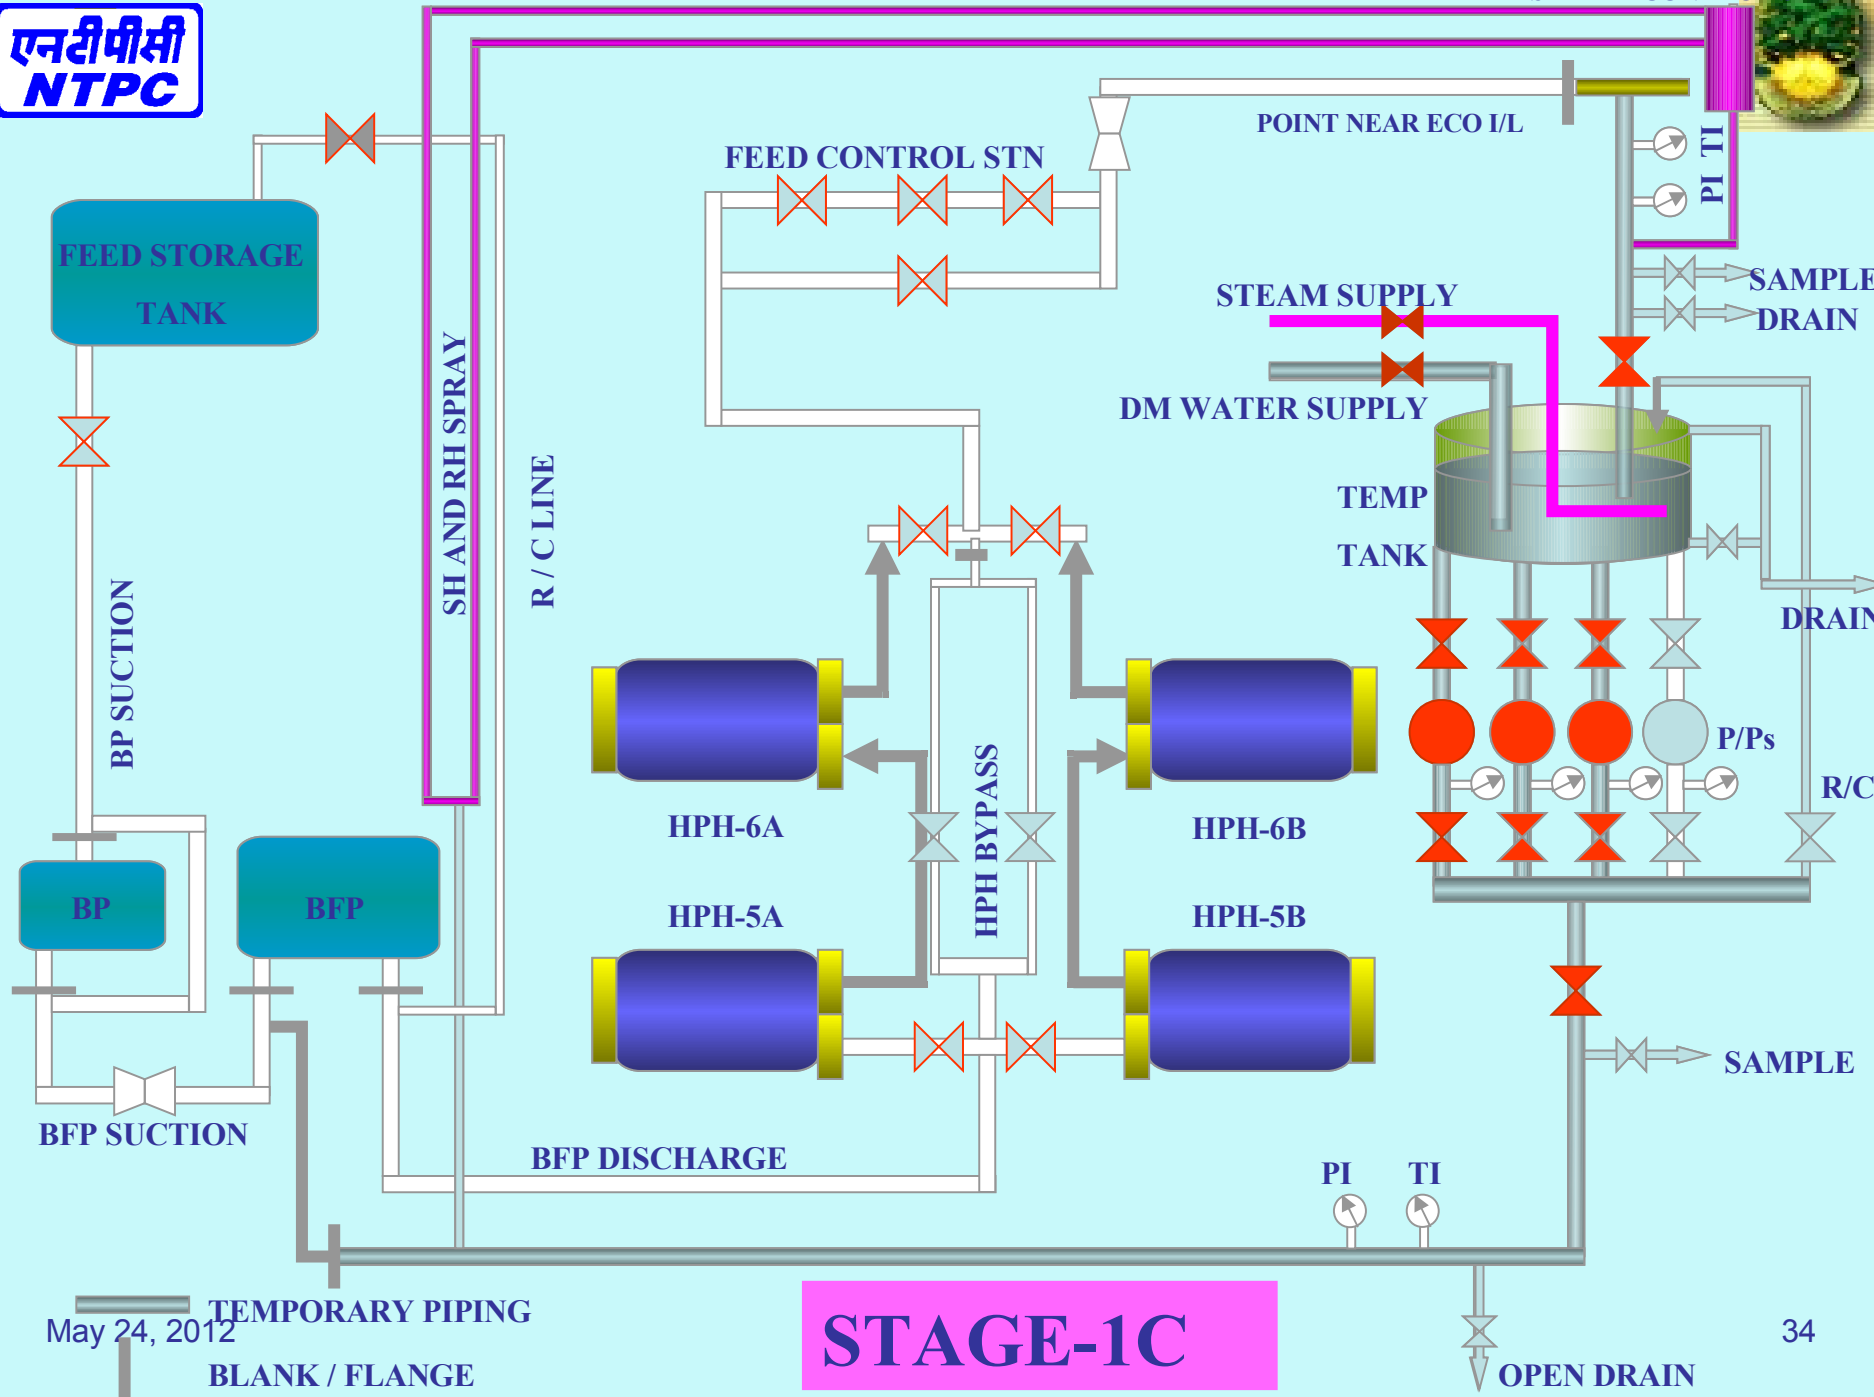 एनटीपीसी
NTPC
POINT NEAR ECO I/L
FEED CONTROL STN
PI TI
FEED STORAGE
TANK
SAMPLE
STEAM SUPPLY
DRAIN
DM WATER SUPPLY
SH AND RH SPRAY
R / C LINE
TEMP
TANK
BP SUCTION
DRAIN
P/Ps
R/C
HPH-6A
HPH BYPASS
HPH-6B
BP
BFP
HPH-5A
HPH-5B
SAMPLE
BFP SUCTION
BFP DISCHARGE
PI
TI
TEMPORARY PIPING
May 24, 2012
STAGE-1C
34
BLANK / FLANGE
OPEN DRAIN